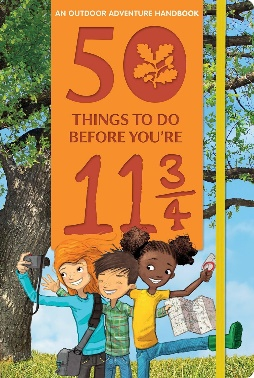 AN OUTDOOR ADVENTURE HANDBOOK
50
THINGS TO DO
BEFORE YOU'RE
11 3/4